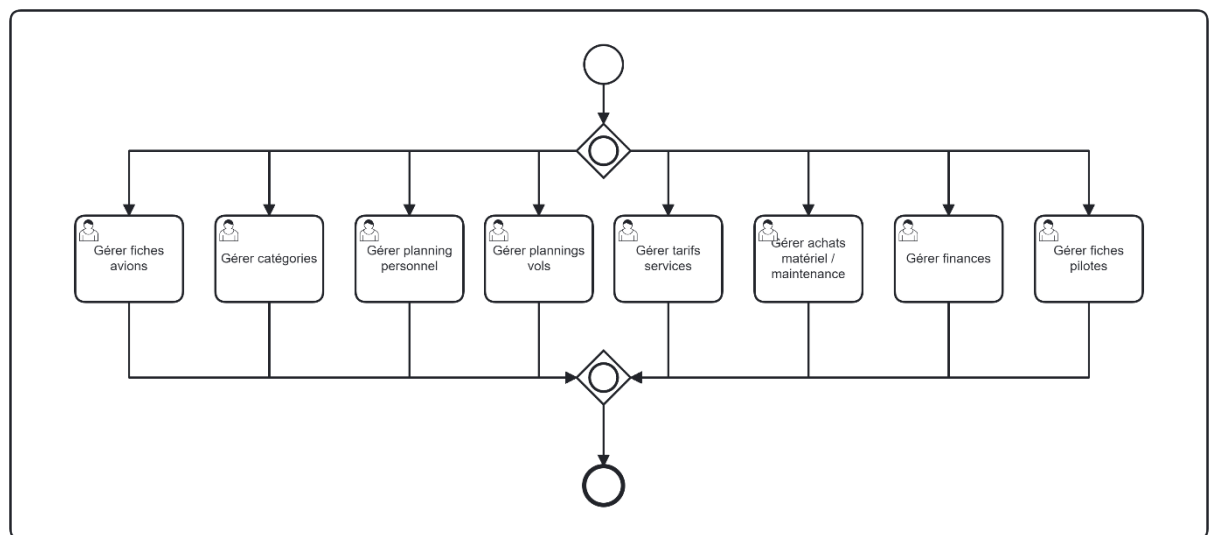 Gérer fiches
avions
Gérer catégories
Gérer planning
personnel
Gérer plannings
vols
Gérer tarifs
services
Gérer achats
matériel /
maintenance
Gérer finances
Gérer fiches
pilotes